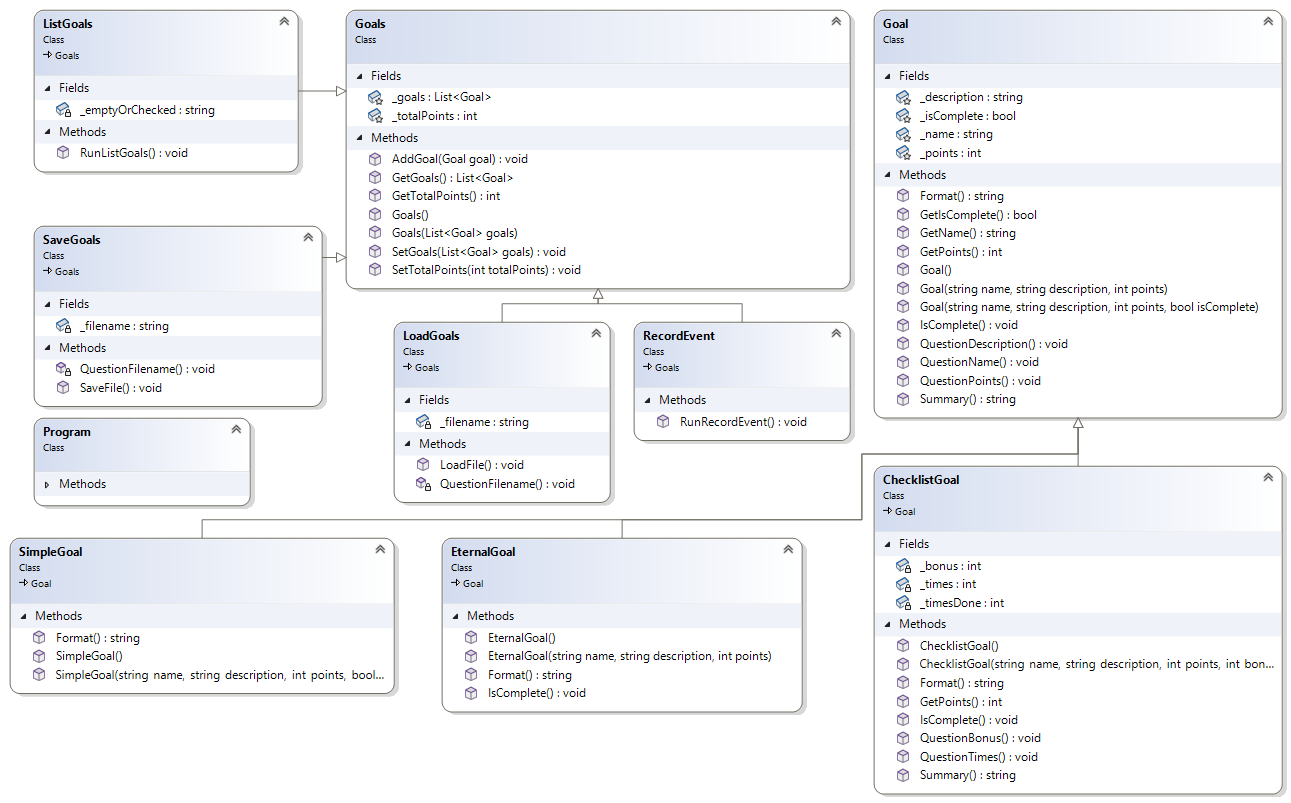 ListGoals
Class
Goals
Fields
_emptyOrChecked : string
Methods
RunListGoals() : void
Goals
Class
Fields
_goals : List<Goal>
_totalPoints : int
Methods
AddGoal(Goal goal) : void
GetGoals() : List<Goal>
GetTotalPoints() : int
Goals()
Goals(List<Goal> goals)
SetGoals(List<Goal> goals) : void
SetTotalPoints(int totalPoints) : void
Goal
Class
Fields
_description : string
_isComplete : bool
_name : string
_points : int
Methods
Format() : string
GetIsComplete() : bool
GetName() : string
GetPoints() : int
Goal()
Goal(string name, string description, int points)
Goal(string name, string description, int points, bool isComplete)
IsComplete() : void
QuestionDescription() : void
QuestionName() : void
QuestionPoints() : void
Summary() : string
SaveGoals
Class
Goals
Fields
_filename : string
Methods
QuestionFilename() : void
SaveFile() : void
LoadGoals
Class
Goals
Fields
_filename : string
Methods
LoadFile() : void
QuestionFilename() : void
RecordEvent
Class
Goals
Methods
RunRecordEvent() : void
Program
Class
Methods
SimpleGoal
Class
Goal
Methods
Format() : string
SimpleGoal()
SimpleGoal(string name, string description, int points, bool...
EternalGoal
Class
Goal
Methods
EternalGoal()
EternalGoal(string name, string description, int points)
Format() : string
IsComplete() : void
ChecklistGoal
Class
Goal
Fields
_bonus : int
_times : int
_timesDone : int
Methods
ChecklistGoal()
ChecklistGoal(string name, string description, int points, int bon...
Format() : string
GetPoints() : int
IsComplete() : void
QuestionBonus() : void
QuestionTimes() : void
Summary() : string